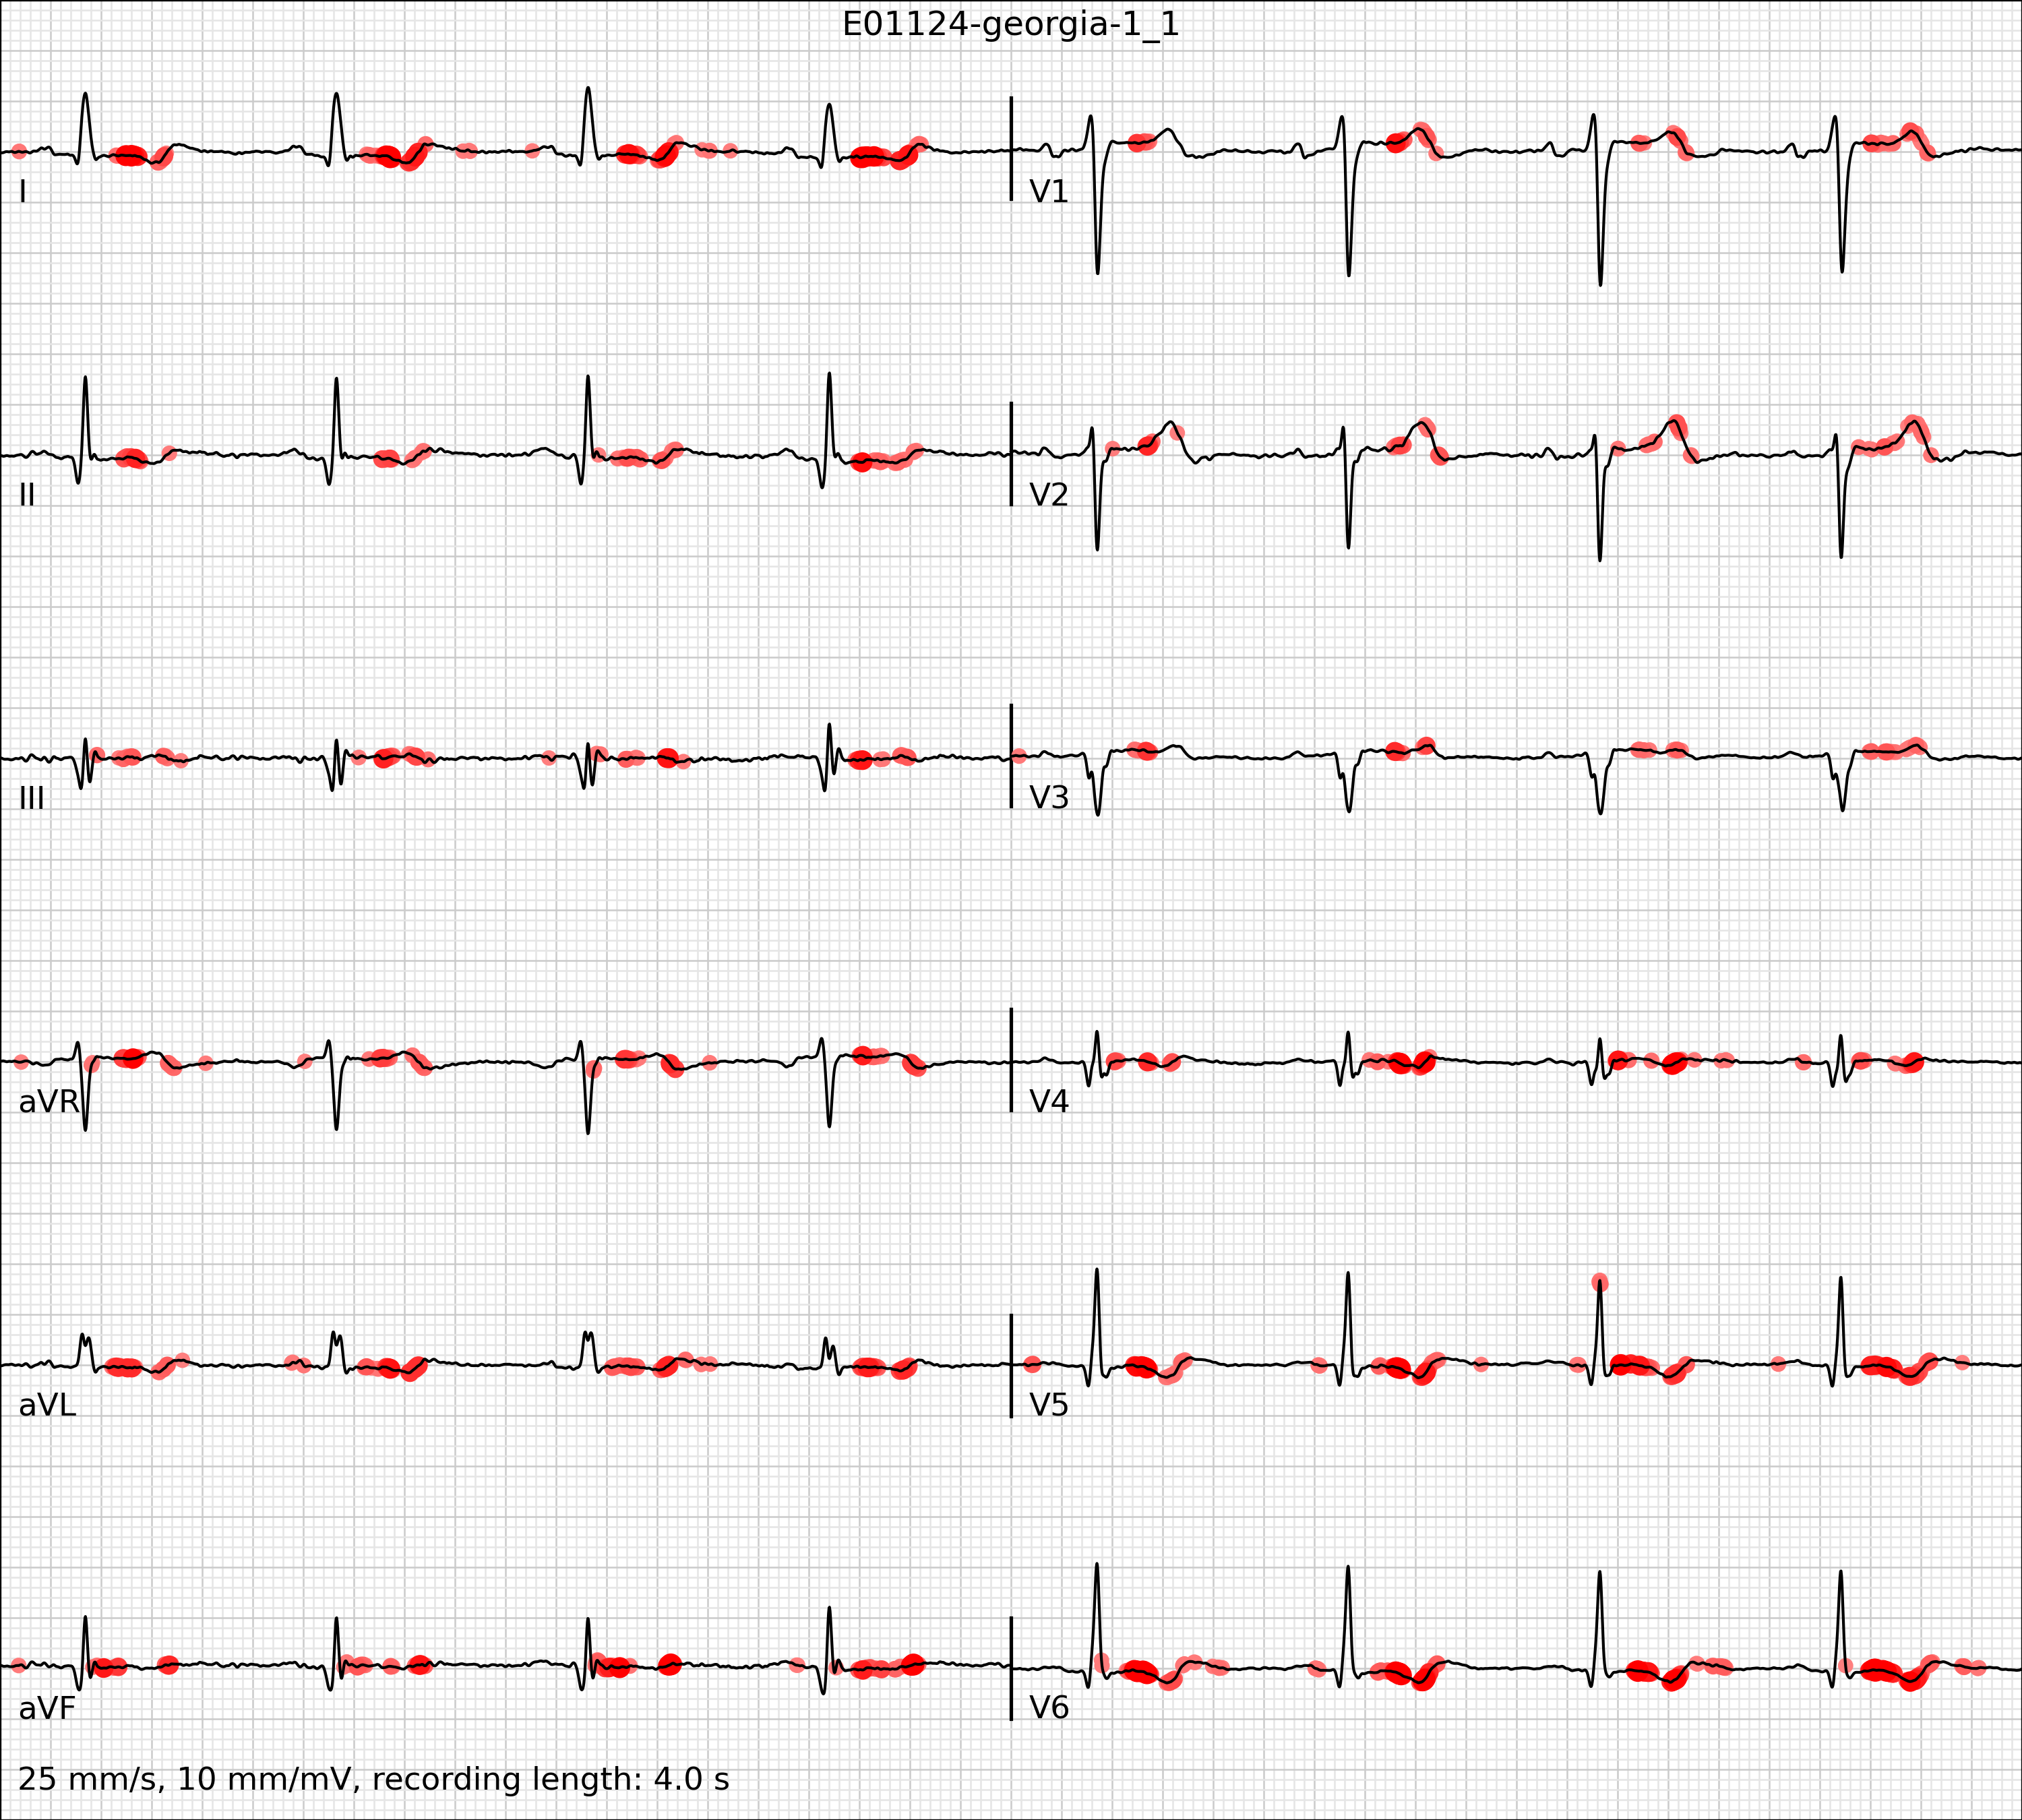 E01124-georgia-1_1
I
V1
II
V2
III
V3
aVR
V4
aVL
V5
aVF
V6
25 mm/s, 10 mm/mV, recording length: 4.0 s